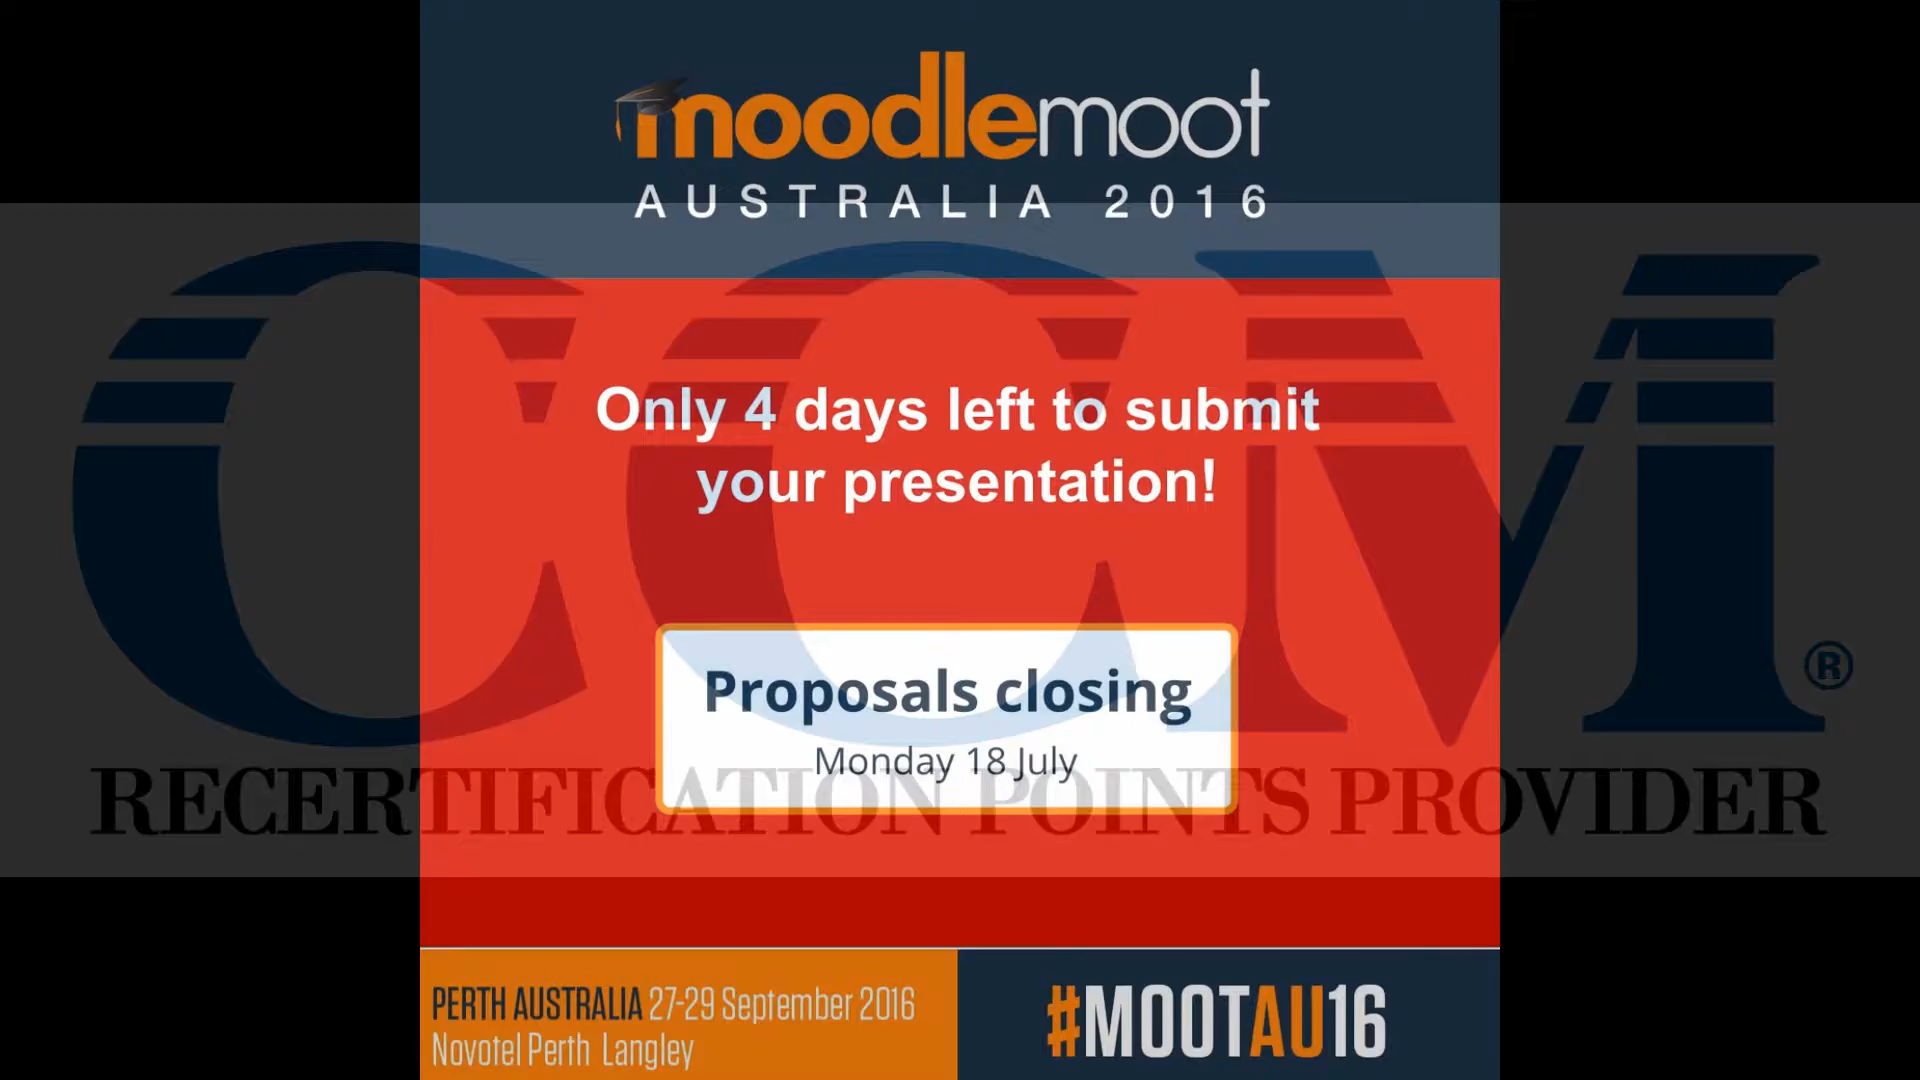 moodlemoot
AUSTRALIA 2016
CCM®
Only 4 days left to submit
your presentation!
Proposals closing
Monday 18 July
RECERTIFICATION POINTS PROVIDER
PERTH AUSTRALIA 27-29 September 2016
Novotel Perth Langley
#MOOTAU16